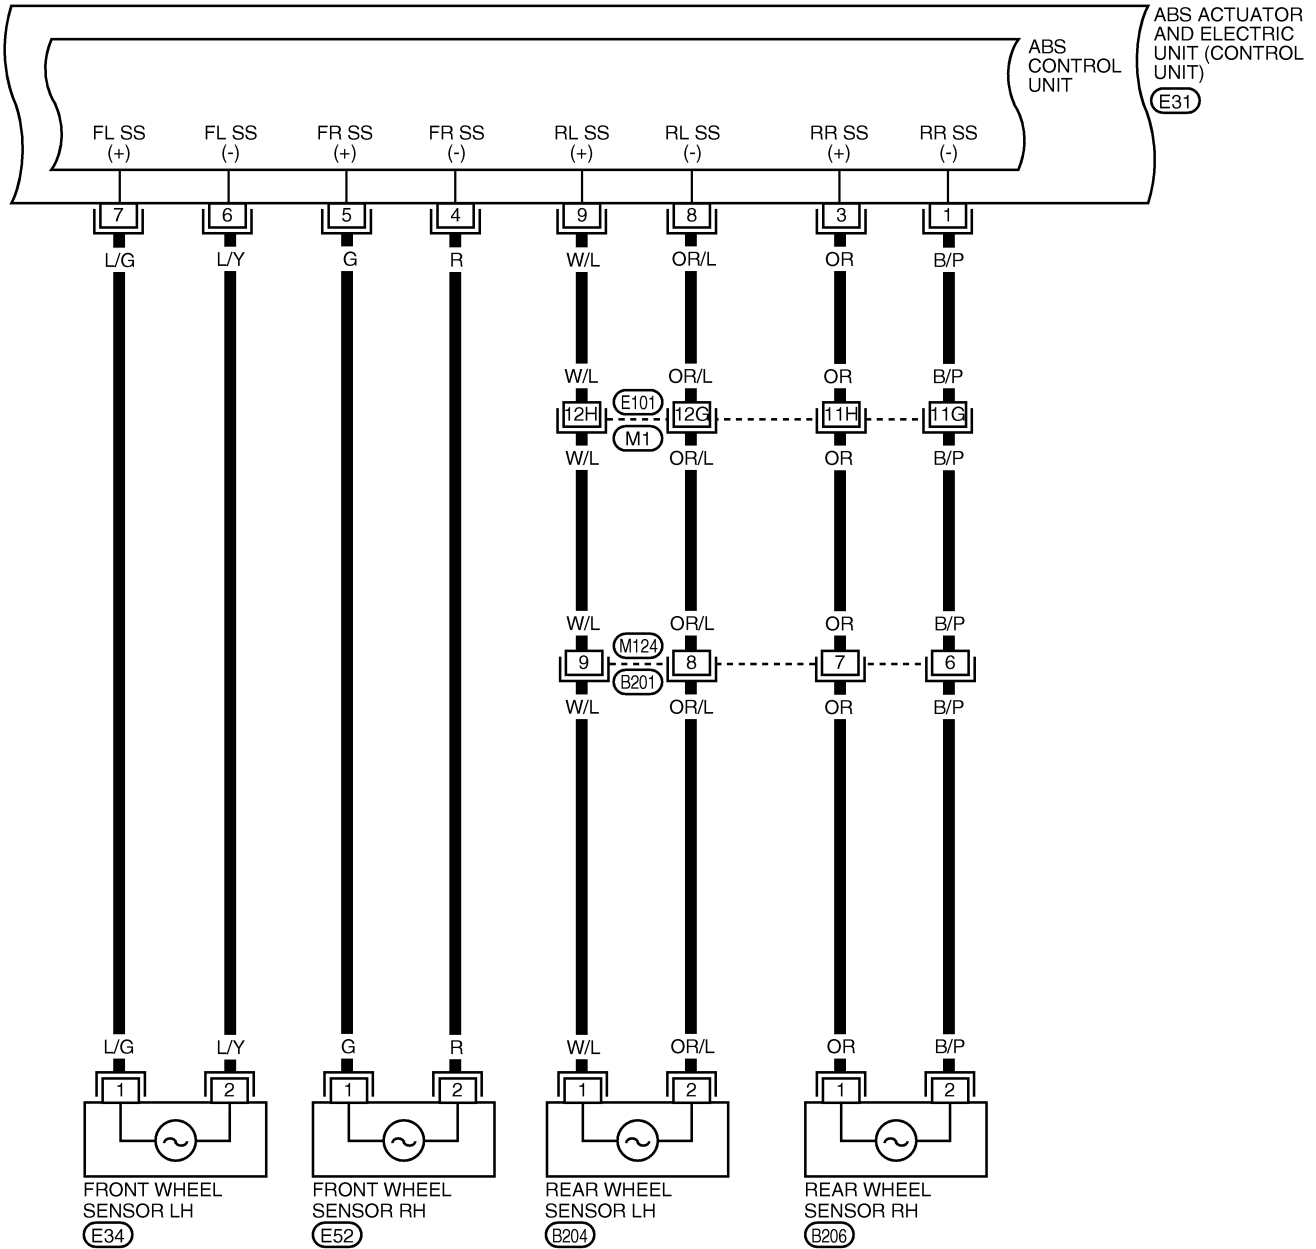 ABS ACTUATOR
AND ELECTRIC
UNIT (CONTROL
UNIT)
E31
ABS
CONTROL
UNIT
FL SS FL SS FR SS FR SS RL SS RL SS RR SS RR SS
(+) (-) (+) (-) (+) (-) (+) (-)
7 6 5 4 9 8 3 1
L/G L/Y G R W/L OR/L OR B/P
W/L OR/L OR B/P
E101
12H 12G 11H 11G
M1
W/L OR/L OR B/P
W/L OR/L OR B/P
M124
9 8 7 6
B201
W/L OR/L OR B/P
L/G L/Y G R W/L OR/L OR B/P
1 2 1 2 1 2 1 2
FRONT WHEEL
SENSOR LH
E34
FRONT WHEEL
SENSOR RH
E52
REAR WHEEL
SENSOR LH
B204
REAR WHEEL
SENSOR RH
B206